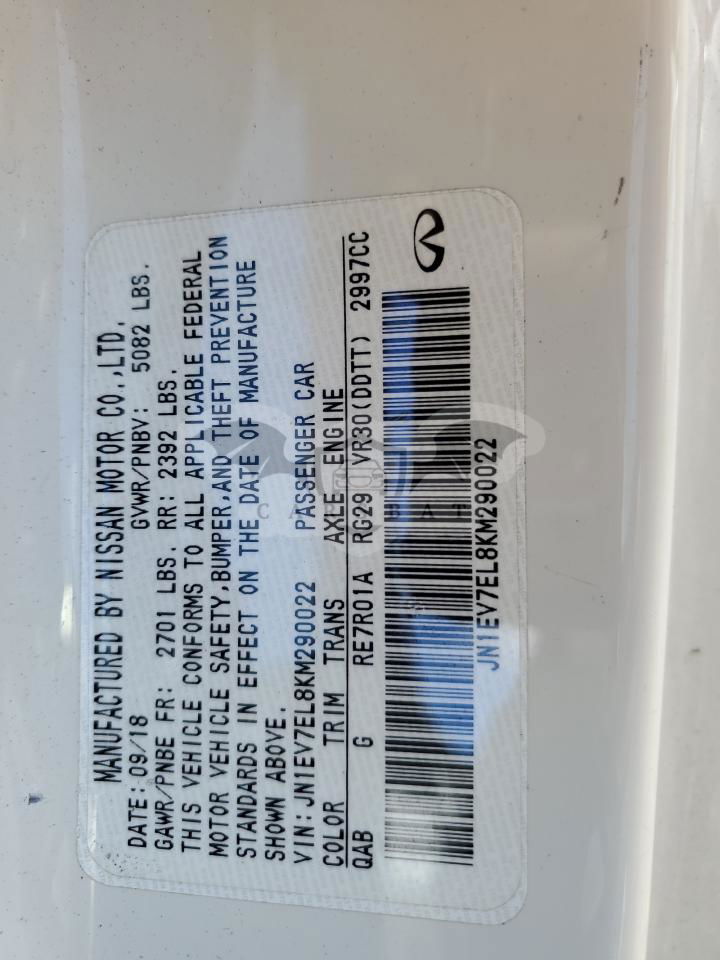 MANUFACTURED BY NISSAN MOTOR CO.,LTD.
DATE: 09/18 GVWR/PNBV: 5082 LBS.
GAWR/PNBE FR: 2701 LBS. RR: 2392 LBS.
THIS VEHICLE CONFORMS TO ALL APPLICABLE FEDERAL
MOTOR VEHICLE SAFETY,BUMPER,AND THEFT PREVENTION
STANDARDS IN EFFECT ON THE DATE OF MANUFACTURE
SHOWN ABOVE.
VIN:JN1EV7EL8KM290022 PASSENGER CAR
COLOR TRIM TRANS AXLE ENGINE
QAB G RE7R01A RG29 VR30(DDTT) 2997CC
JN1EV7EL8KM290022